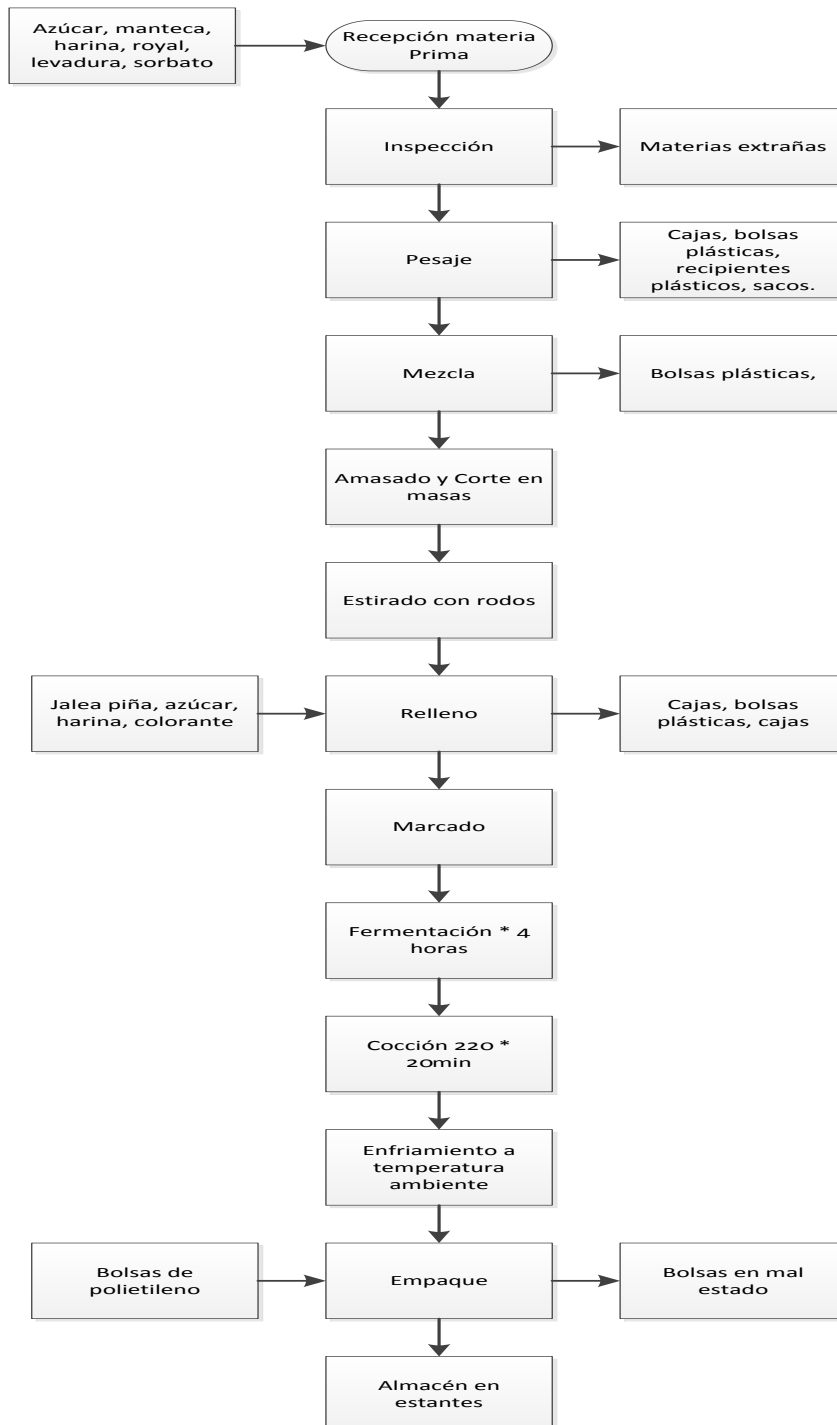 Azúcar, manteca,
harina, royal,
levadura, sorbato
Recepción materia
Prima
Inspección
Materias extrañas
Pesaje
Cajas, bolsas
plásticas,
recipientes
plásticos, sacos.
Mezcla
Bolsas plásticas,
Amasado y Corte en
masas
Estirado con rodos
Jalea piña, azúcar,
harina, colorante
Relleno
Cajas, bolsas
plásticas, cajas
Marcado
Fermentación * 4
horas
Cocción 220 *
20min
Enfriamiento a
temperatura
ambiente
Bolsas de
polietileno
Empaque
Bolsas en mal
estado
Almacén en
estantes